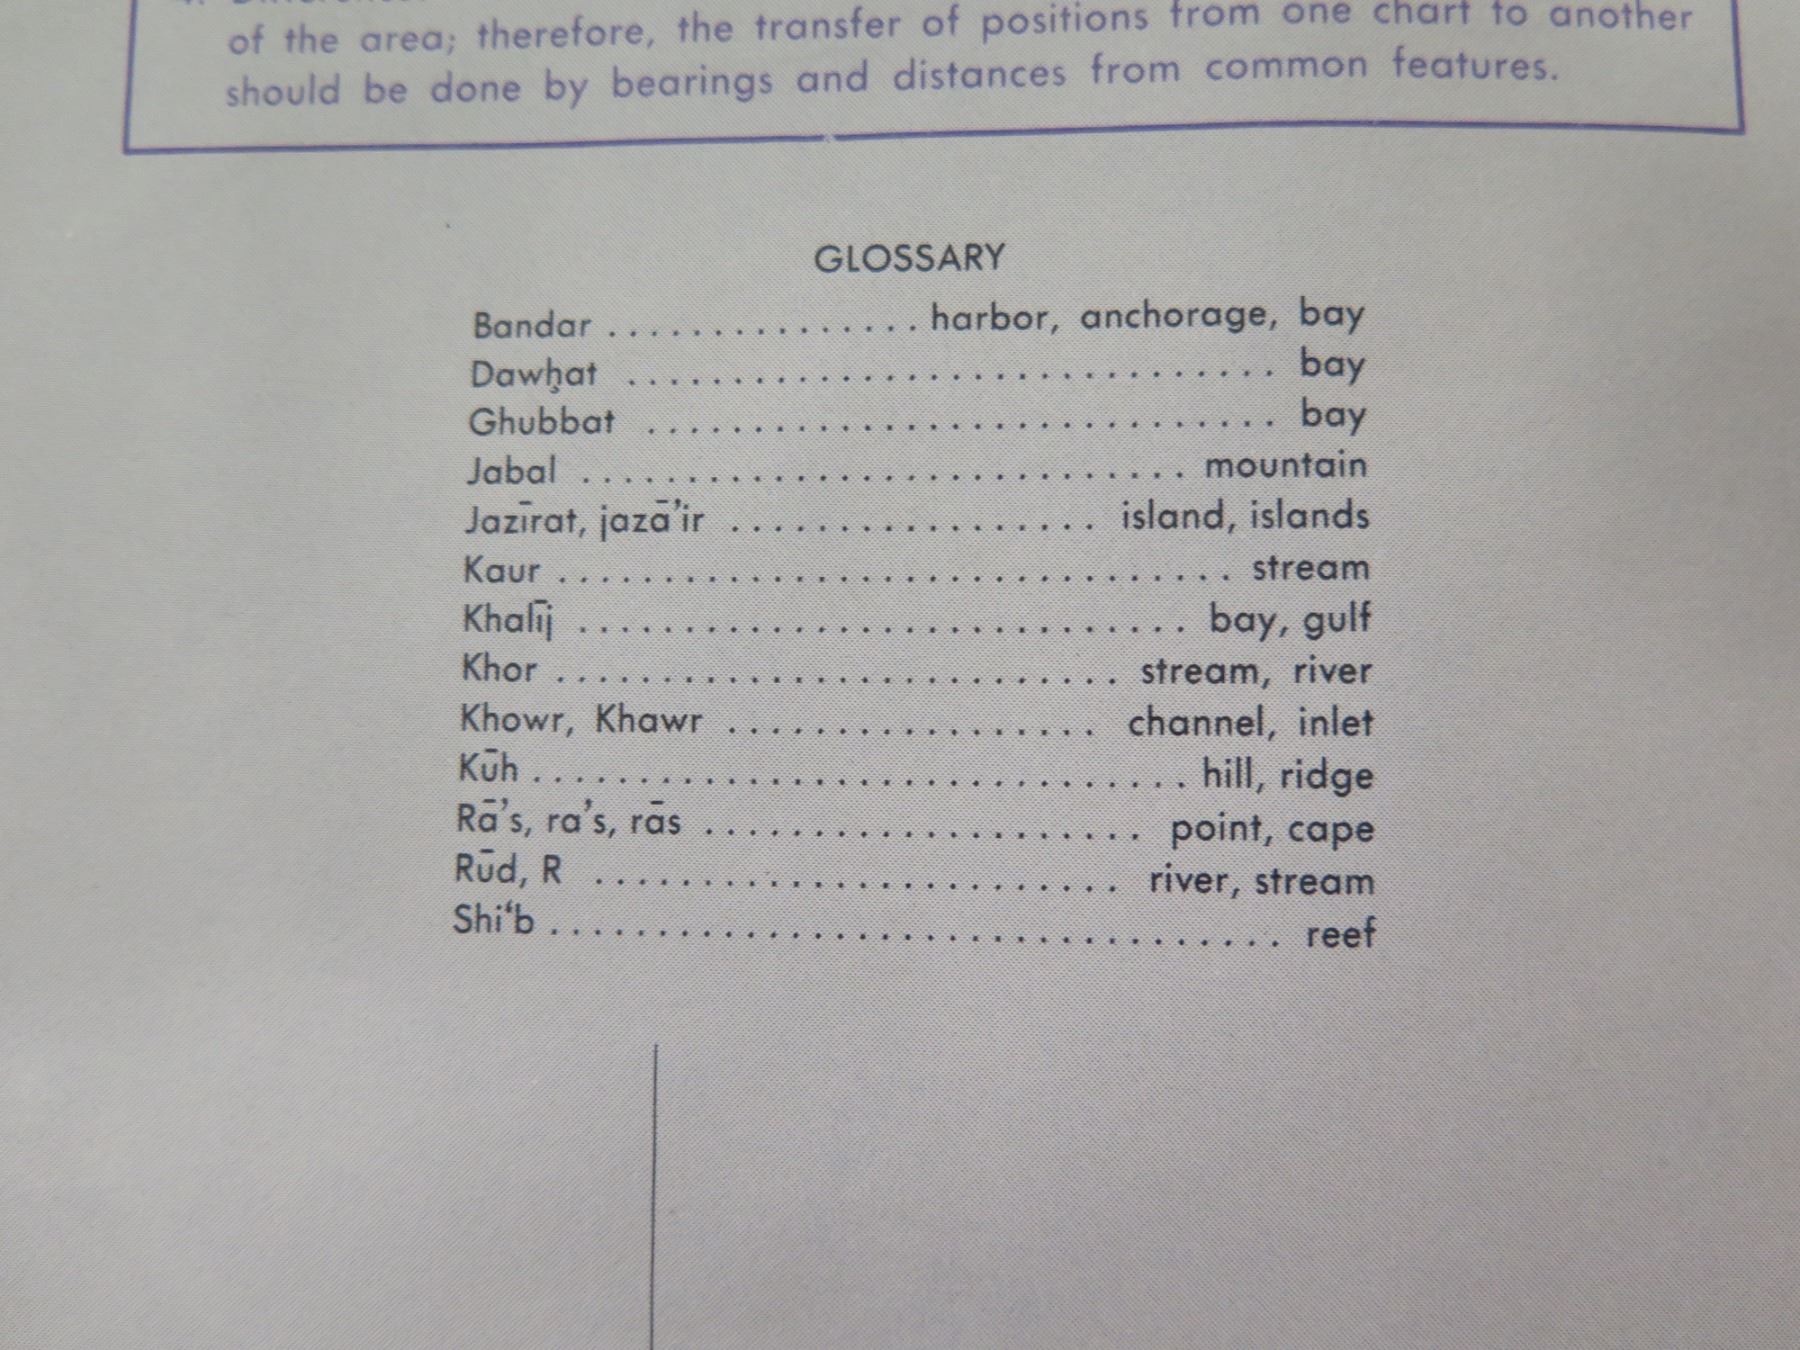 of the area; therefore, the transfer of positions from one chart to another
should be done by bearings and distances from common features.
GLOSSARY
Bandar ............... harbor, anchorage, bay
Dawḩat ............................... bay
Ghubbat .............................. bay
Jabal ............................. mountain
Jazīrat, jazā’ir ................. island, islands
Kaur ................................ stream
Khalīj ............................. bay, gulf
Khor ........................... stream, river
Khowr, Khawr ................. channel, inlet
Kūh ............................... hill, ridge
Rā’s, ra’s, rās ..................... point, cape
Rūd, R ......................... river, stream
Shi‘b ................................... reef